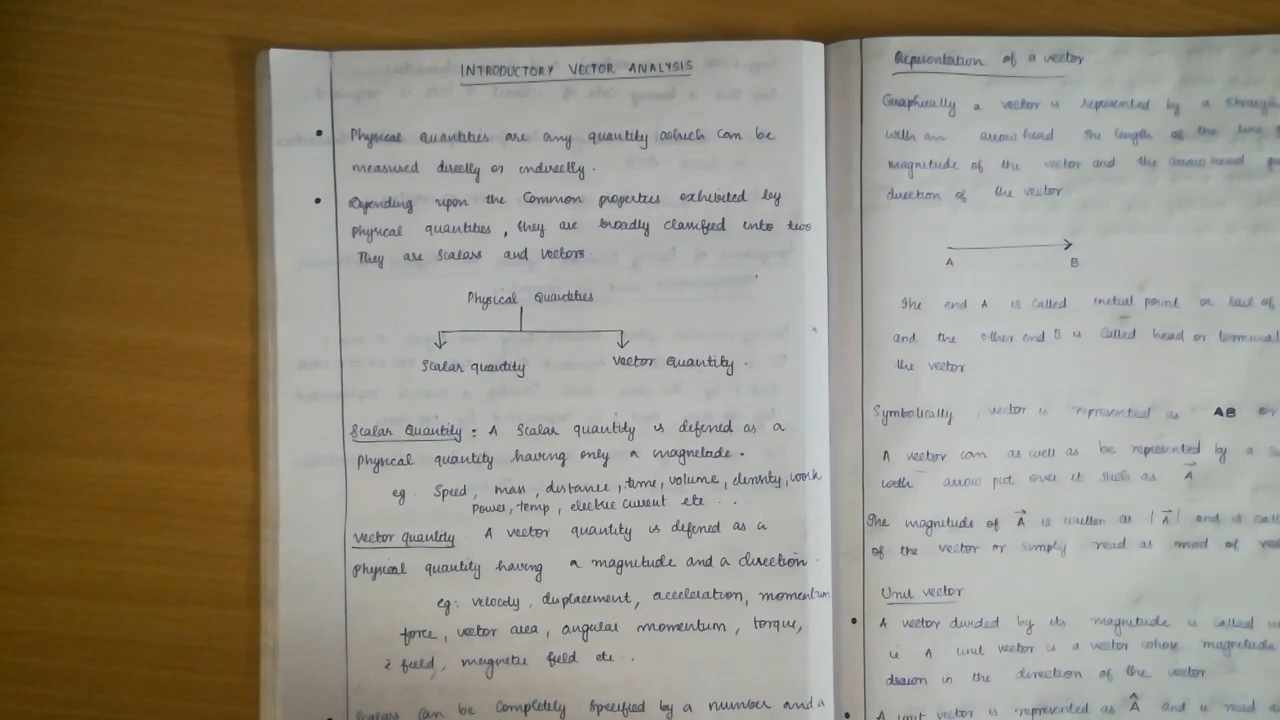 INTRODUCTORY VECTOR ANALYSIS
• Physical Quantities are any quantity which can be
measured directly or indirectly.
• Depending upon the Common properties exhibited by
physical quantities, they are broadly classified into two
They are Scalars and vectors.
Physical Quantities
Scalar quantity
Vector Quantity.
Scalar Quantity : A Scalar quantity is defined as a
physical quantity having only a magnitude.
eg. Speed, mass, distance, time, volume, density, work
power, temp, electric current etc ...
Vector quantity. A vector quantity is defined as a
physical quantity having a magnitude and a direction.
eg: velocity, displacement, acceleration, momentum
force, vector area, angular momentum, torque,
field, magnetic field etc ..
• Scalars can be completely specified by a number and a
Representation of a vector
Graphically a vector is represented by a
with an arrow head the length of the line
magnitude of the vector and the arrow head
direction of the vector
A B
The end A is called initial point or tail of
and the other end B is called head or
the vector
Symbolically, vector is represented as AB or
A vector can as well as be represented by a
with arrow put over it such as A⃗
The magnitude of A⃗ is written as |A⃗| and is
of the vector or simply read as mod of
Unit vector
• A vector divided by its magnitude is called
ie A unit vector is a vector whose magnitude
drawn in the direction of the vector
• A unit vector is represented as Â and is read